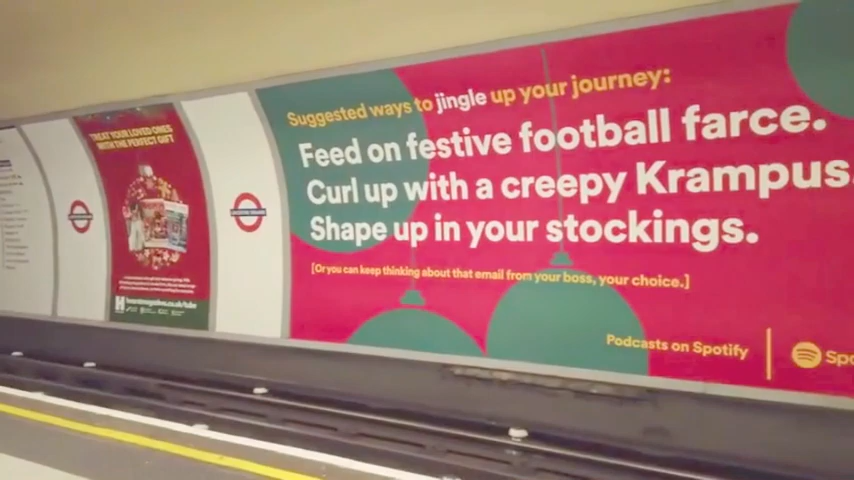 TREAT YOUR LOVED ONES
WITH THE PERFECT GIFT
Suggested ways to jingle up your journey:
Feed on festive football farce.
Curl up with a creepy Krampus.
Shape up in your stockings.
[Or you can keep thinking about that email from your boss, your choice.]
Podcasts on Spotify
Spo